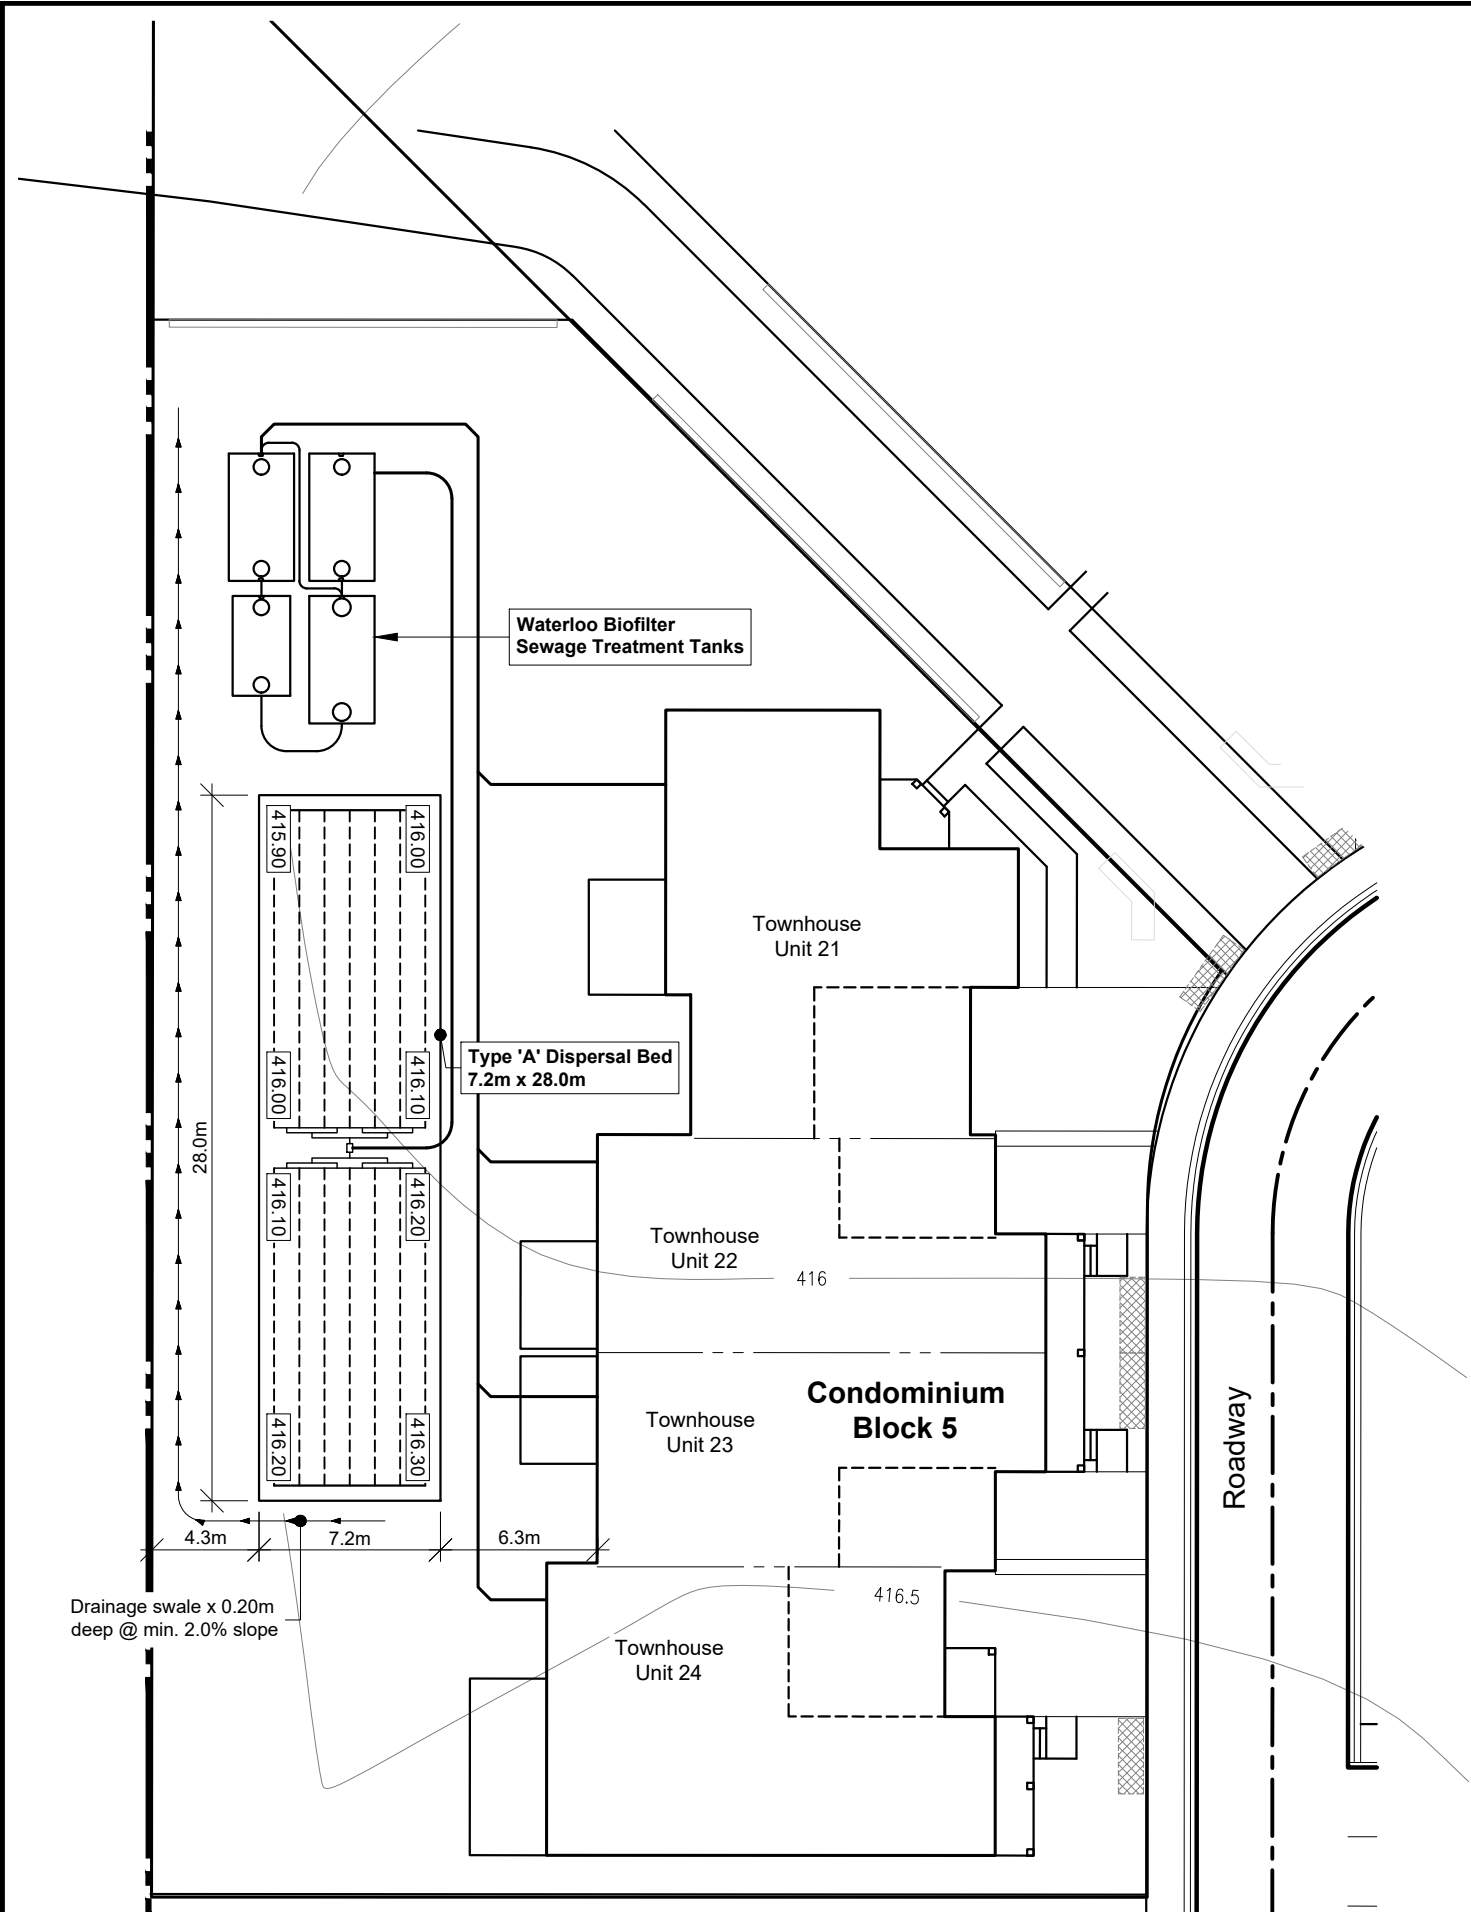 Waterloo Biofilter
Sewage Treatment Tanks
415.90
416.00
Townhouse
Unit 21
Type 'A' Dispersal Bed
7.2m x 28.0m
416.00
416.10
28.0m
416.10
416.20
Townhouse
Unit 22
416
Condominium
Block 5
Townhouse
Unit 23
Roadway
416.20
416.30
4.3m
7.2m
6.3m
Drainage swale x 0.20m
deep @ min. 2.0% slope
416.5
Townhouse
Unit 24